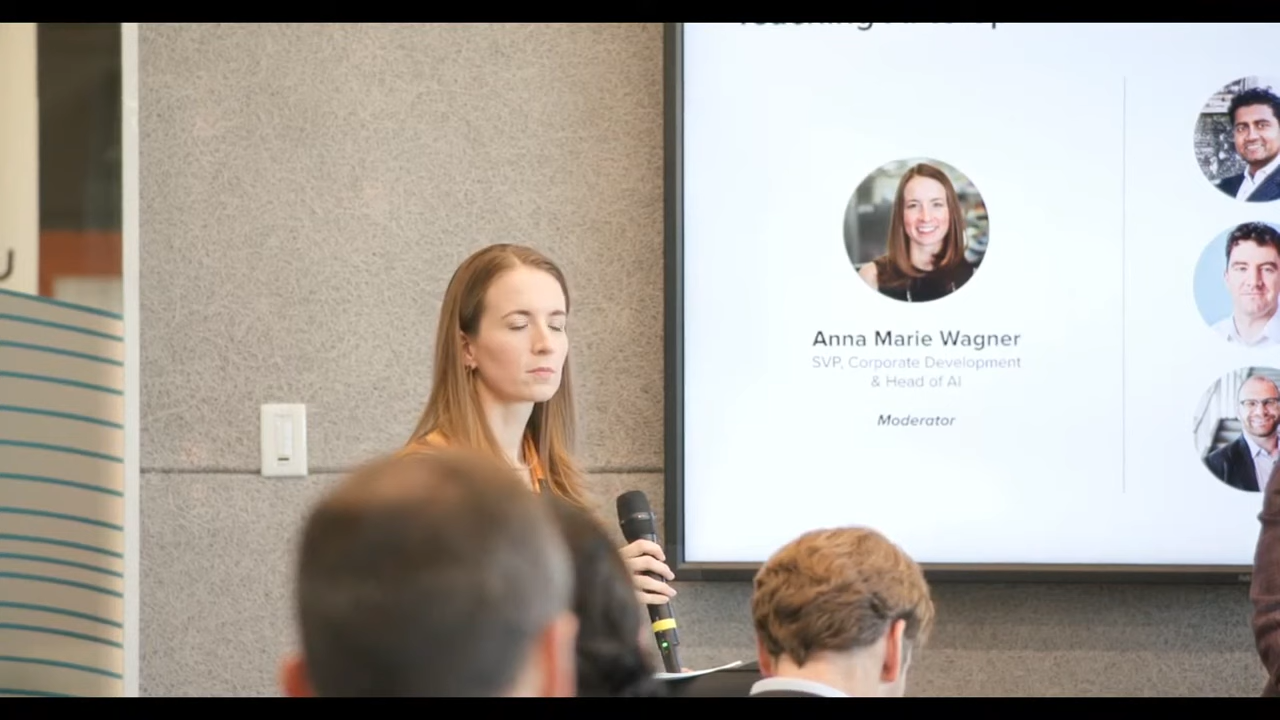 Anna Marie Wagner
SVP, Corporate Development
& Head of AI
Moderator